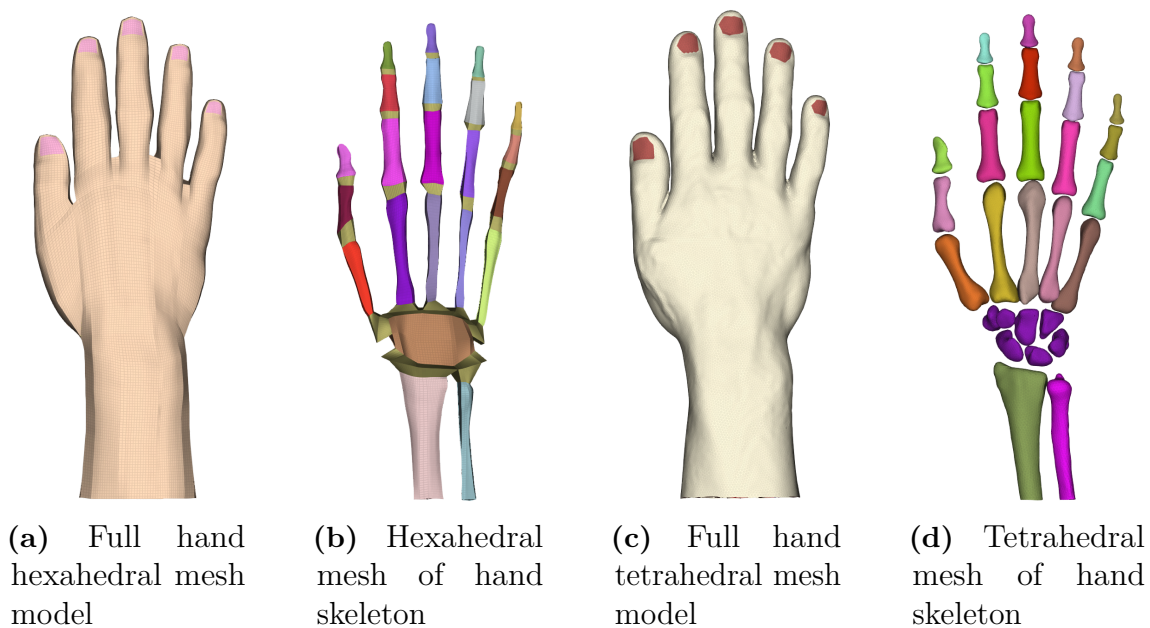 (a) Full hand
hexahedral mesh
model
(b) Hexahedral
mesh of hand
skeleton
(c) Full hand
tetrahedral mesh
model
(d) Tetrahedral
mesh of hand
skeleton